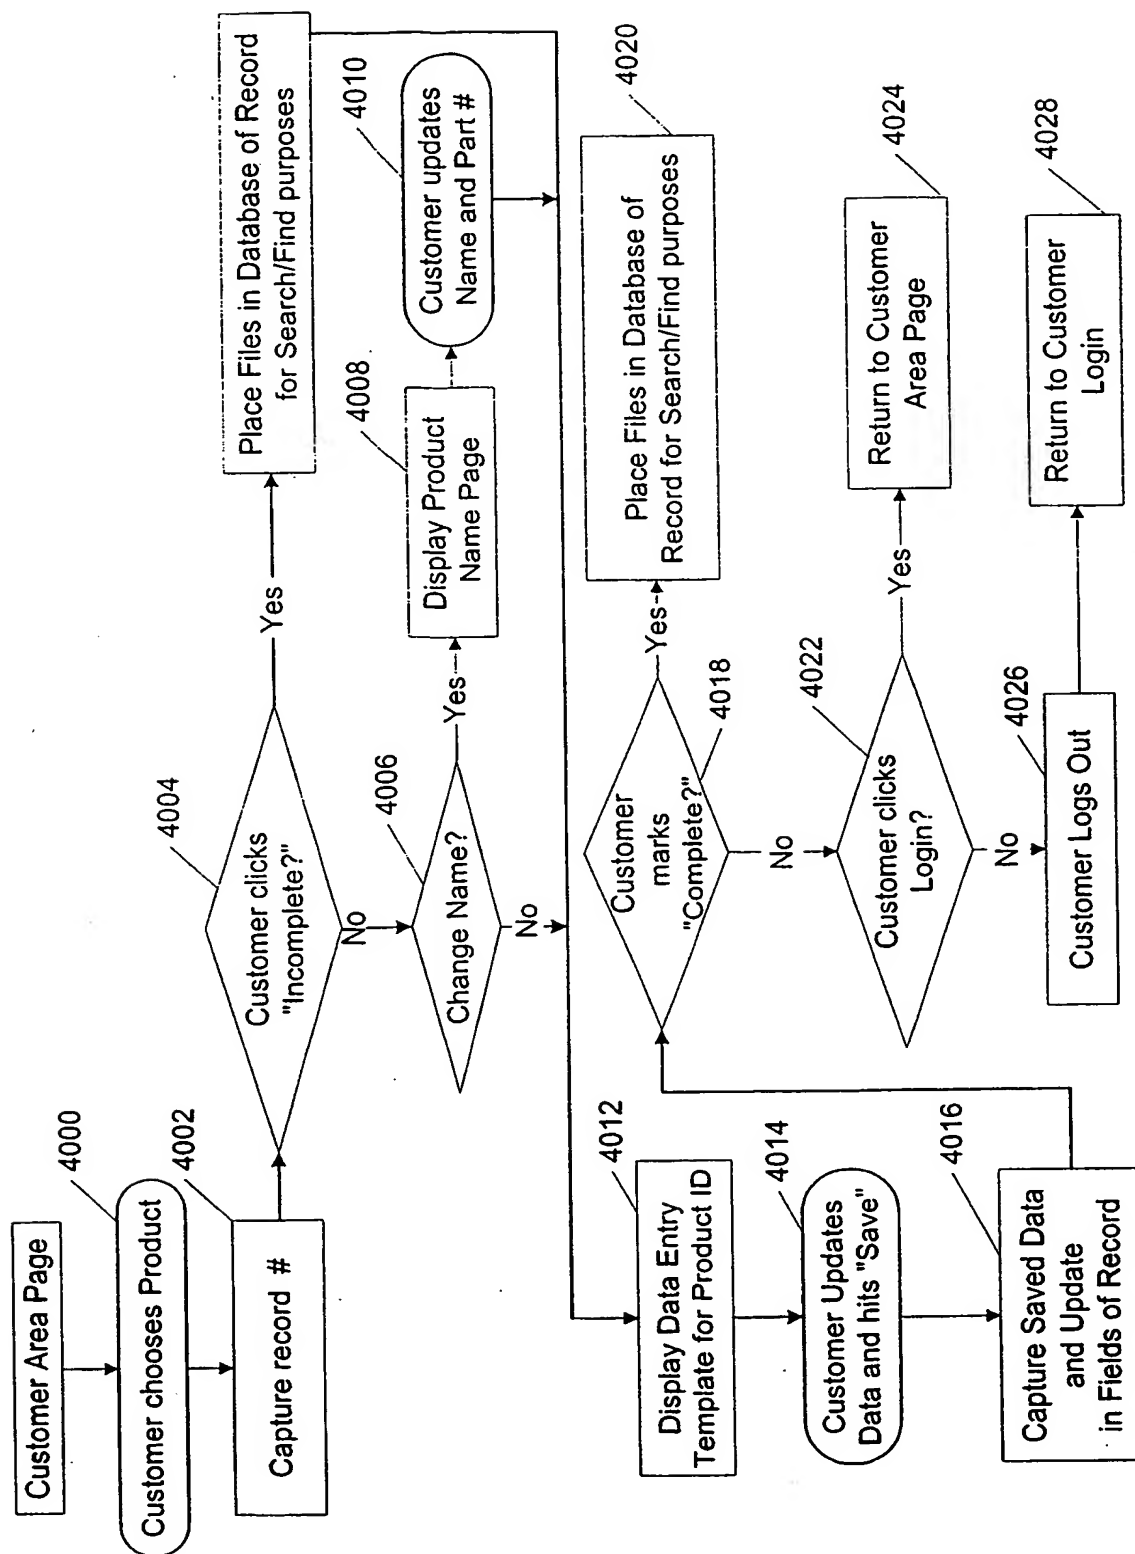 Customer Area Page
4000
Customer chooses Product
4002
Capture record #
4004
Customer clicks
"Incomplete?"
Yes
Place Files in Database of Record
for Search/Find purposes
No
4006
Change Name?
Yes
4008
Display Product
Name Page
4010
Customer updates
Name and Part #
No
4012
Display Data Entry
Template for Product ID
4014
Customer Updates
Data and hits "Save"
4016
Capture Saved Data
and Update
in Fields of Record
Customer
marks
"Complete?"
4018
Yes
4020
Place Files in Database of
Record for Search/Find purposes
No
4022
Customer clicks
Login?
Yes
4024
Return to Customer
Area Page
No
4026
Customer Logs Out
4028
Return to Customer
Login